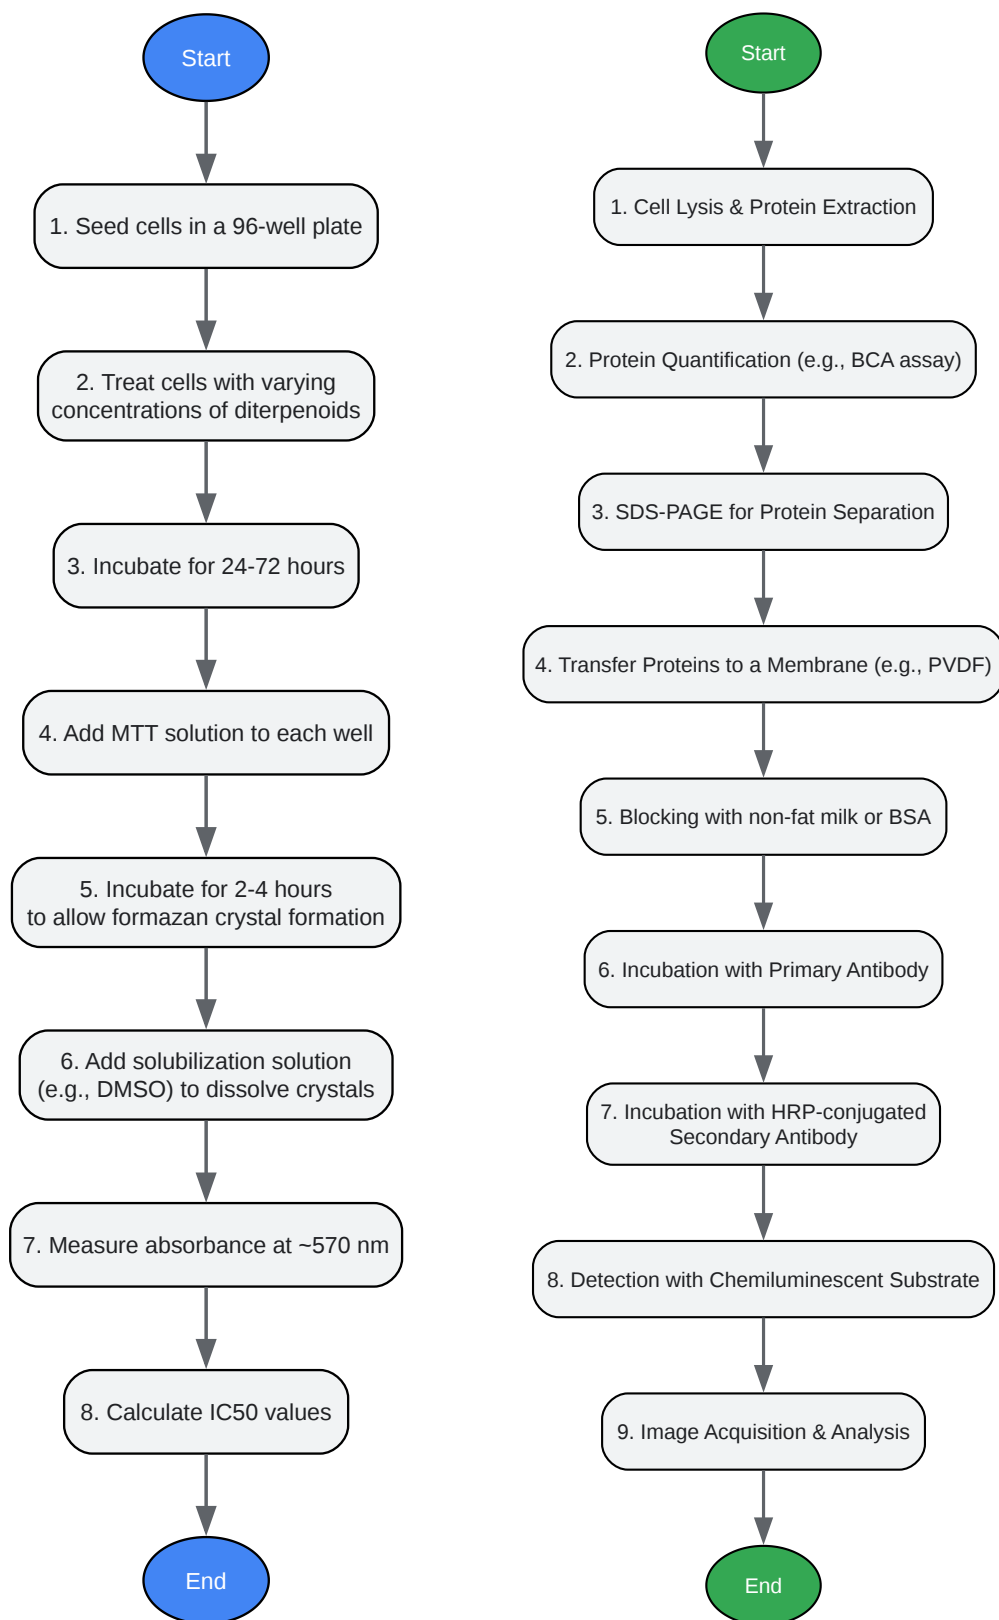 Start
1. Seed cells in a 96-well plate
2. Treat cells with varying
concentrations of diterpenoids
3. Incubate for 24-72 hours
4. Add MTT solution to each well
5. Incubate for 2-4 hours
to allow formazan crystal formation
6. Add solubilization solution
(e.g., DMSO) to dissolve crystals
7. Measure absorbance at ~570 nm
8. Calculate IC50 values
End
Start
1. Cell Lysis & Protein Extraction
2. Protein Quantification (e.g., BCA assay)
3. SDS-PAGE for Protein Separation
4. Transfer Proteins to a Membrane (e.g., PVDF)
5. Blocking with non-fat milk or BSA
6. Incubation with Primary Antibody
7. Incubation with HRP-conjugated
Secondary Antibody
8. Detection with Chemiluminescent Substrate
9. Image Acquisition & Analysis
End